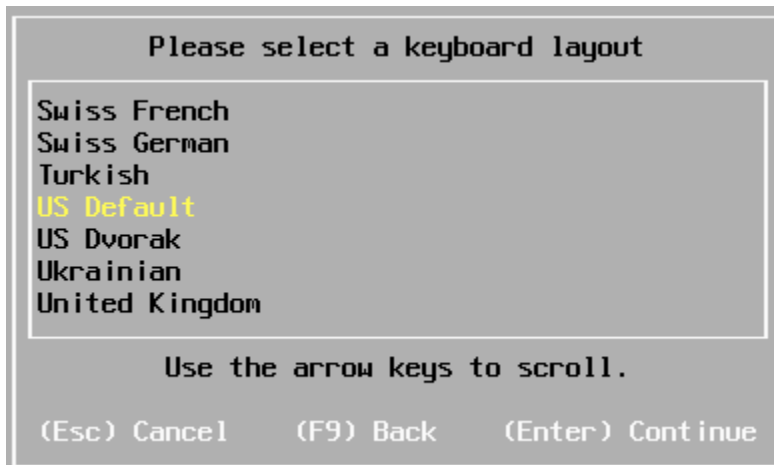 Please select a keyboard layout
Swiss French
Swiss German
Turkish
US Default
US Dvorak
Ukrainian
United Kingdom
Use the arrow keys to scroll.
(Esc) Cancel (F9) Back (Enter) Continue